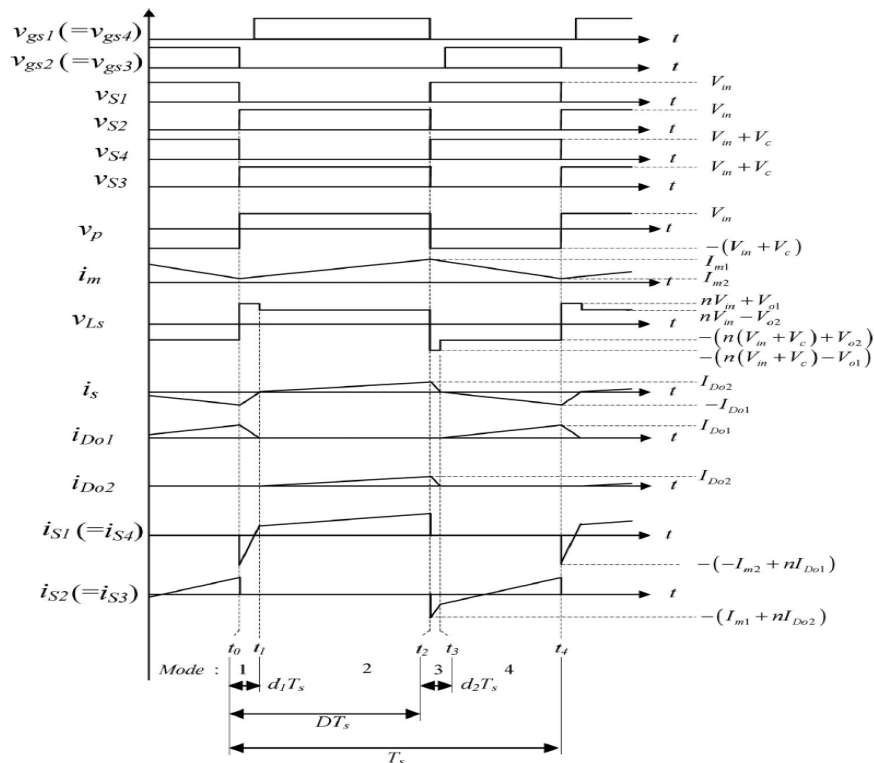 v_gs1 (=v_gs4) t
v_gs2 (=v_gs3) t
v_S1 V_in t
v_S2 V_in t
v_S4 V_in + V_c t
v_S3 V_in + V_c t
v_p V_in t
−(V_in + V_c)
i_m I_m1 t
I_m2
v_Ls nV_in + V_o1 t
nV_in − V_o2
−(n(V_in + V_c) + V_o2)
−(n(V_in + V_c) − V_o1)
i_s I_Do2 t
−I_Do1
i_Do1 I_Do1 t
i_Do2 I_Do2 t
i_S1 (=i_S4) t
−(−I_m2 + nI_Do1)
i_S2 (=i_S3) t
−(I_m1 + nI_Do2)
t_0 t_1 t_2 t_3 t_4
Mode : 1 2 3 4
d_1T_s d_2T_s
DT_s
T_s